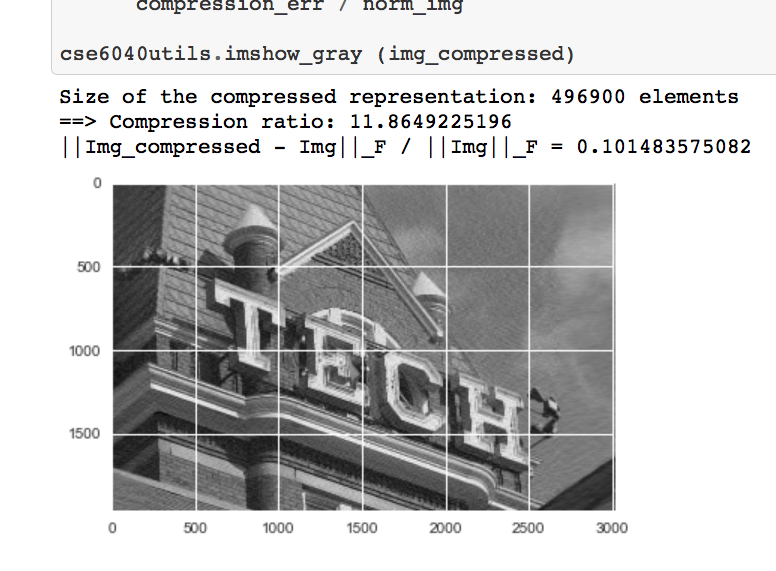 compression_err / norm_img
cse6040utils.imshow_gray (img_compressed)
Size of the compressed representation: 496900 elements
==> Compression ratio: 11.8649225196
||Img_compressed - Img||_F / ||Img||_F = 0.101483575082
0
500
1000
1500
TECH
0 500 1000 1500 2000 2500 3000